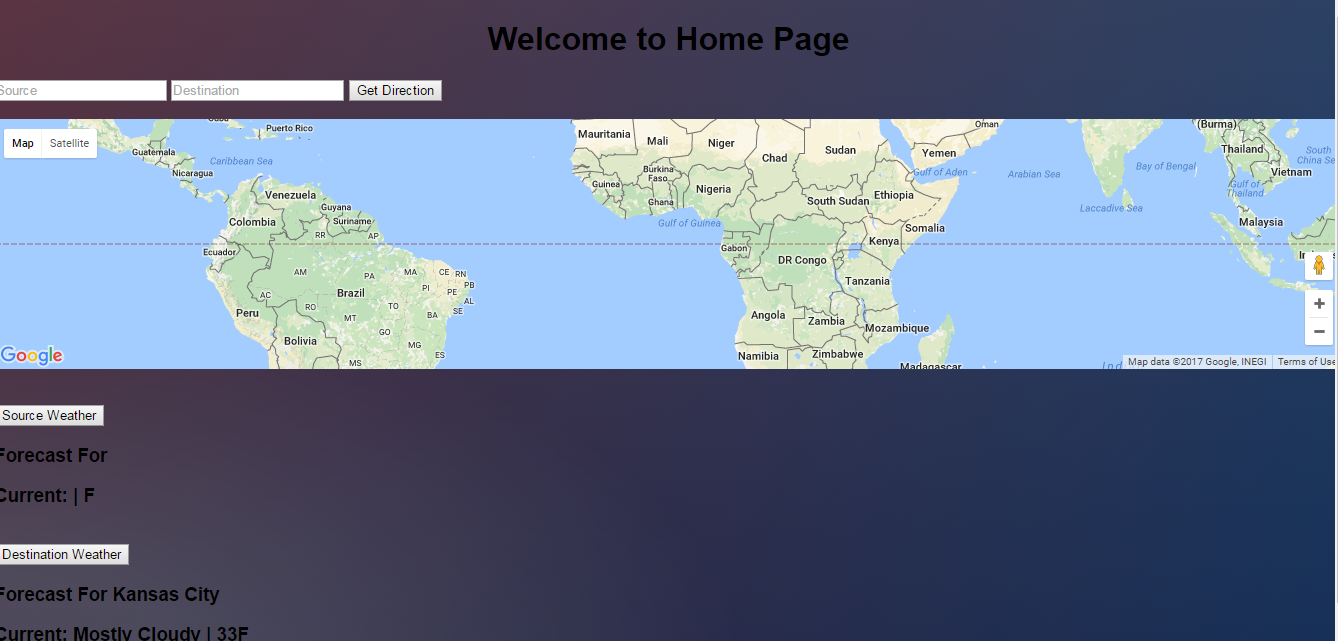 Welcome to Home Page
Source
Destination
Get Direction
Map
Satellite
Cuba
Puerto Rico
Guatemala
Caribbean Sea
Nicaragua
Venezuela
Guyana
Colombia
Suriname
RR
AP
Ecuador
AM
PA
MA
CE
RN
Brazil
PI
PB
AC
PE
AL
RO
TO
SE
Peru
MT
BA
GO
Bolivia
MG
MS
ES
Mauritania
Mali
Niger
Chad
Sudan
Oman
Yemen
Burkina
Faso
Guinea
Nigeria
Ghana
Gulf of Aden
Ethiopia
South Sudan
Gulf of Guinea
Somalia
Gabon
Kenya
DR Congo
Tanzania
Angola
Zambia
Mozambique
Namibia
Zimbabwe
Madagascar
Arabian Sea
(Burma)
Thailand
South
China Se
Bay of Bengal
Vietnam
Gulf of
Thailand
Laccadive Sea
Malaysia
Google
Map data ©2017 Google, INEGI
Terms of Use
Source Weather
Forecast For
Current: | F
Destination Weather
Forecast For Kansas City
Current: Mostly Cloudy | 33F